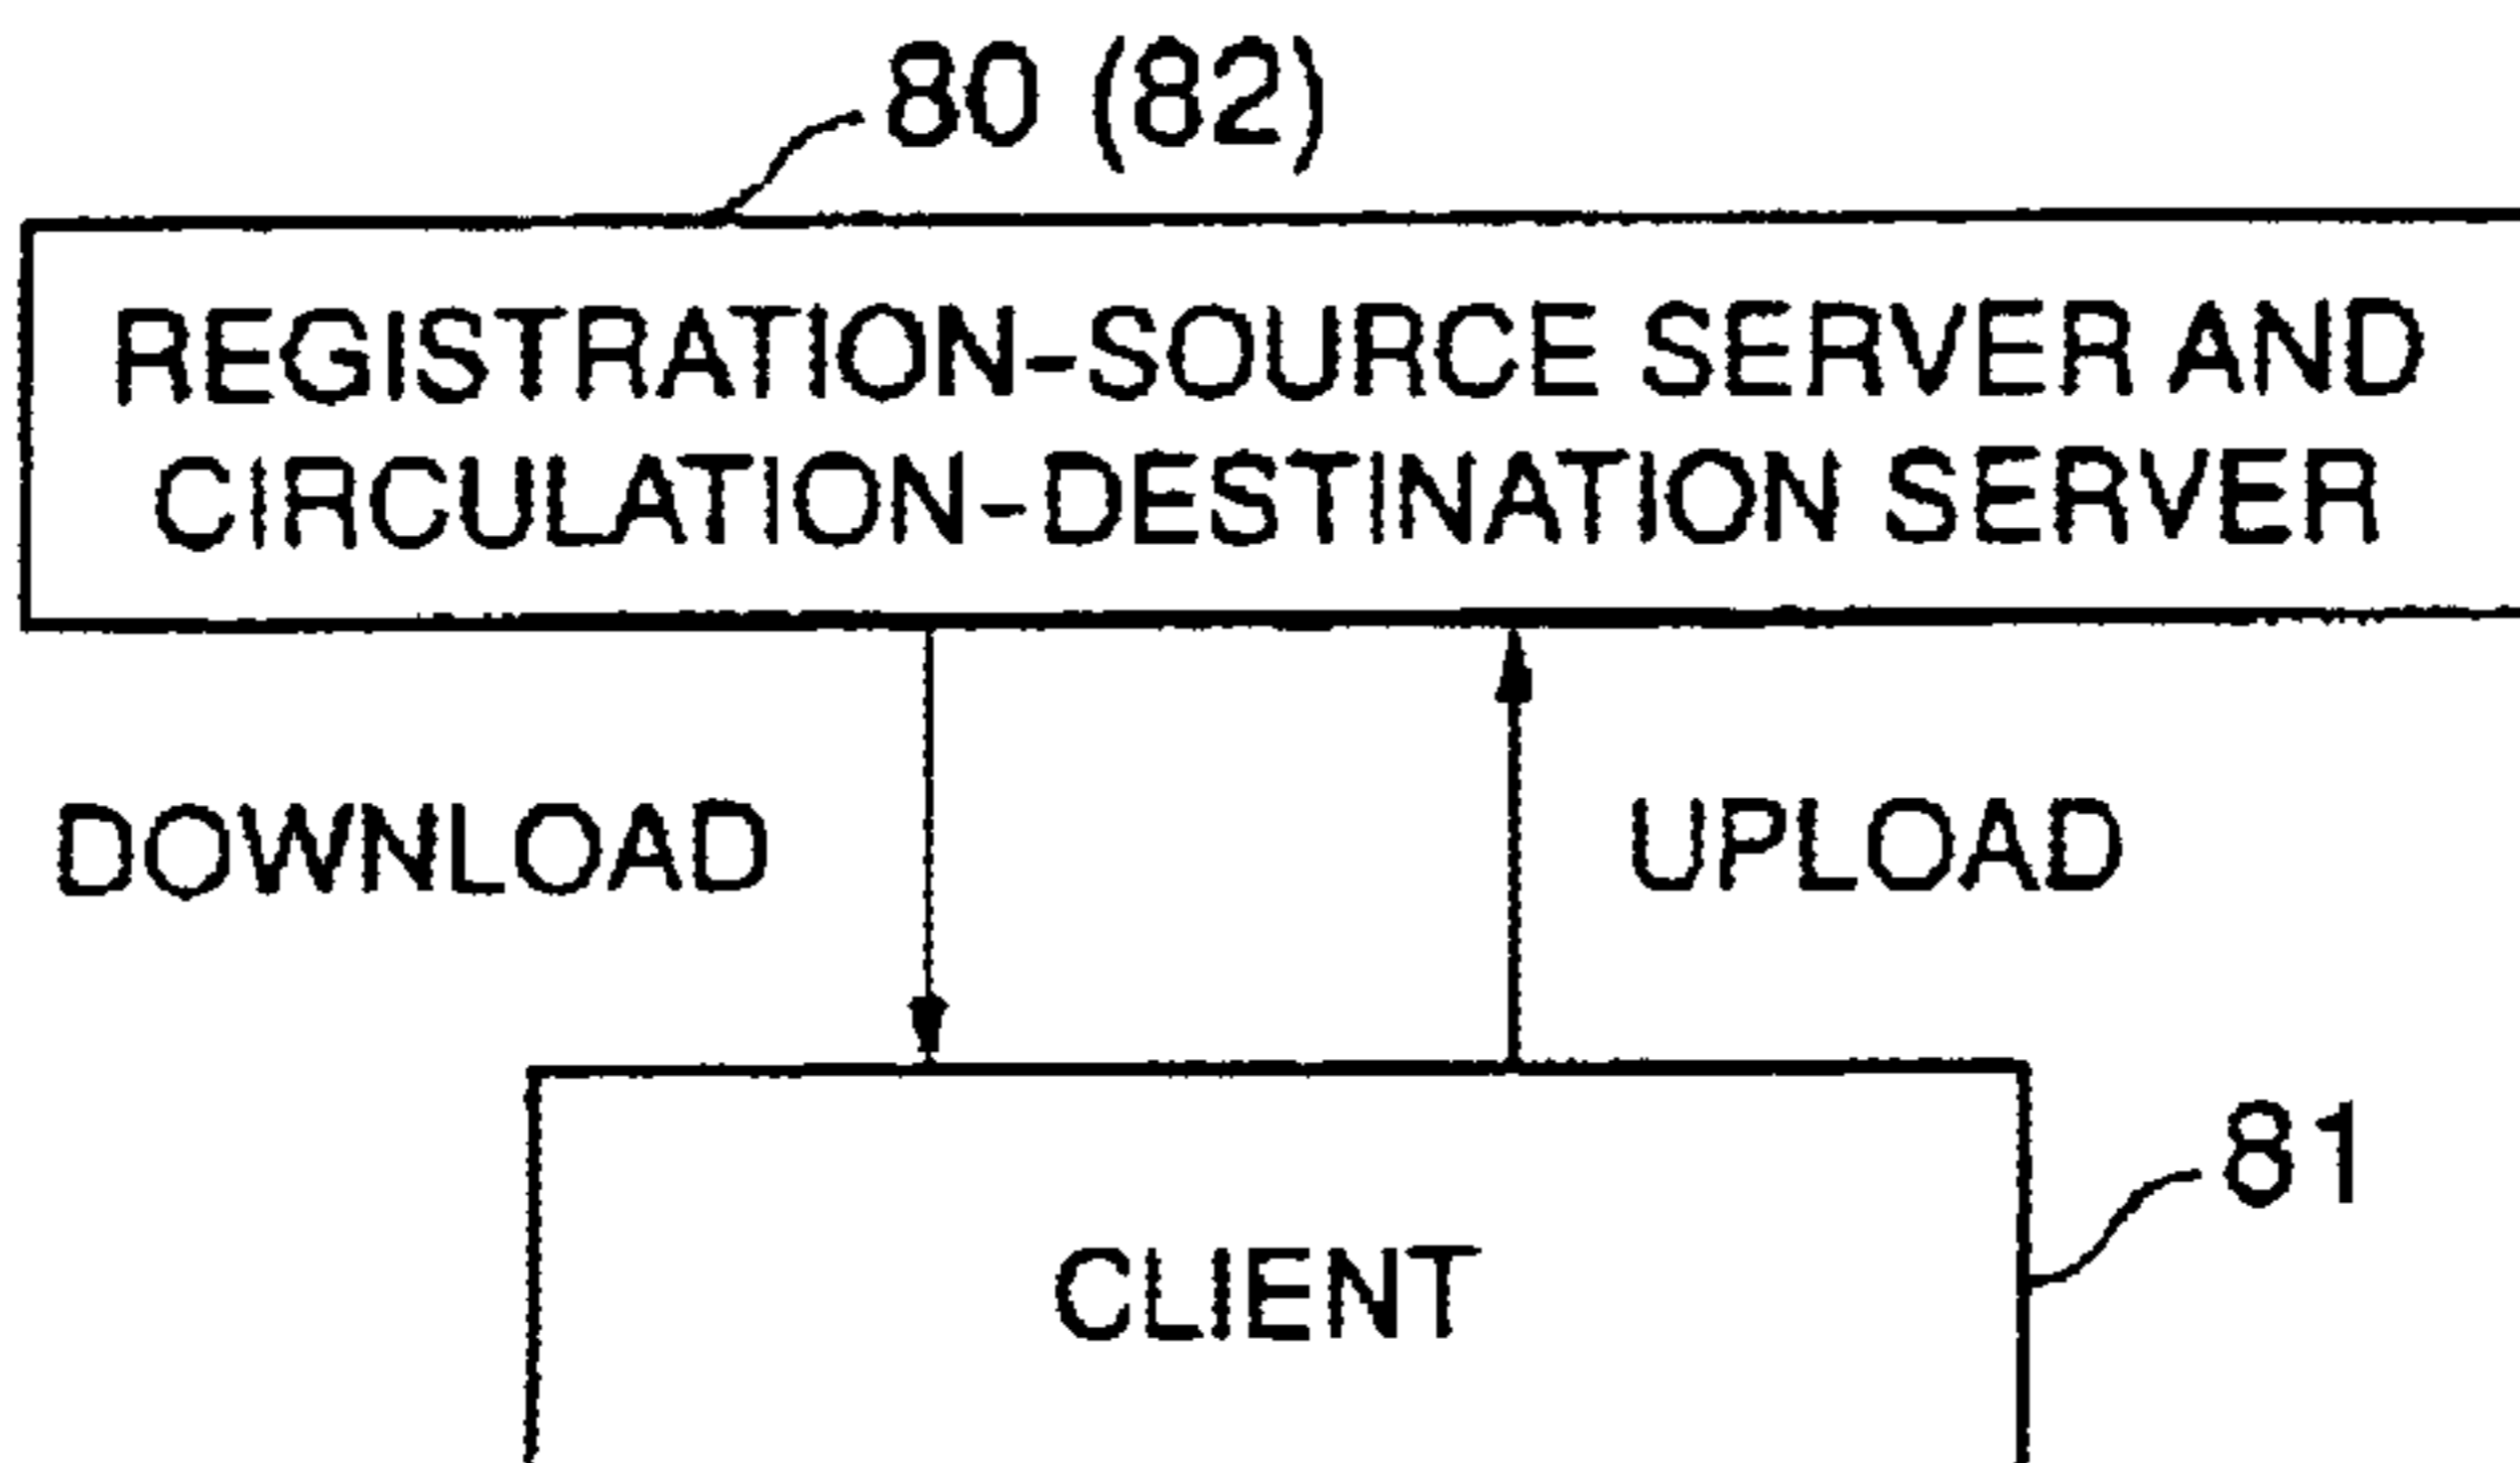 80 (82)
REGISTRATION-SOURCE SERVER AND
CIRCULATION-DESTINATION SERVER
DOWNLOAD
UPLOAD
81
CLIENT